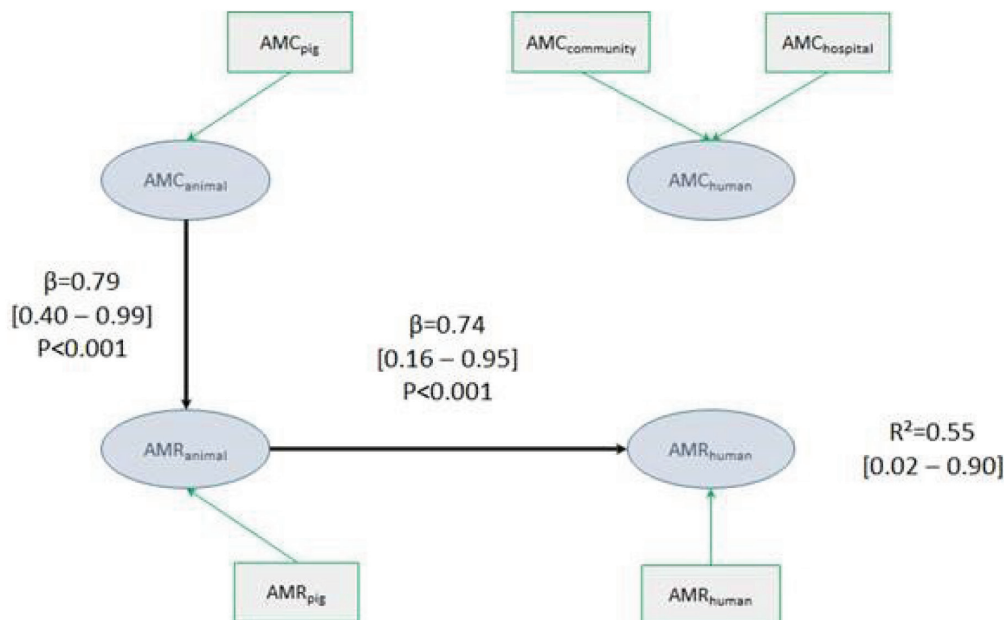 AMCpig
AMCcommunity
AMChospital
AMCanimal
AMChuman
β=0.79
[0.40 – 0.99]
P<0.001
β=0.74
[0.16 – 0.95]
P<0.001
AMRanimal
AMRhuman
R²=0.55
[0.02 – 0.90]
AMRpig
AMRhuman